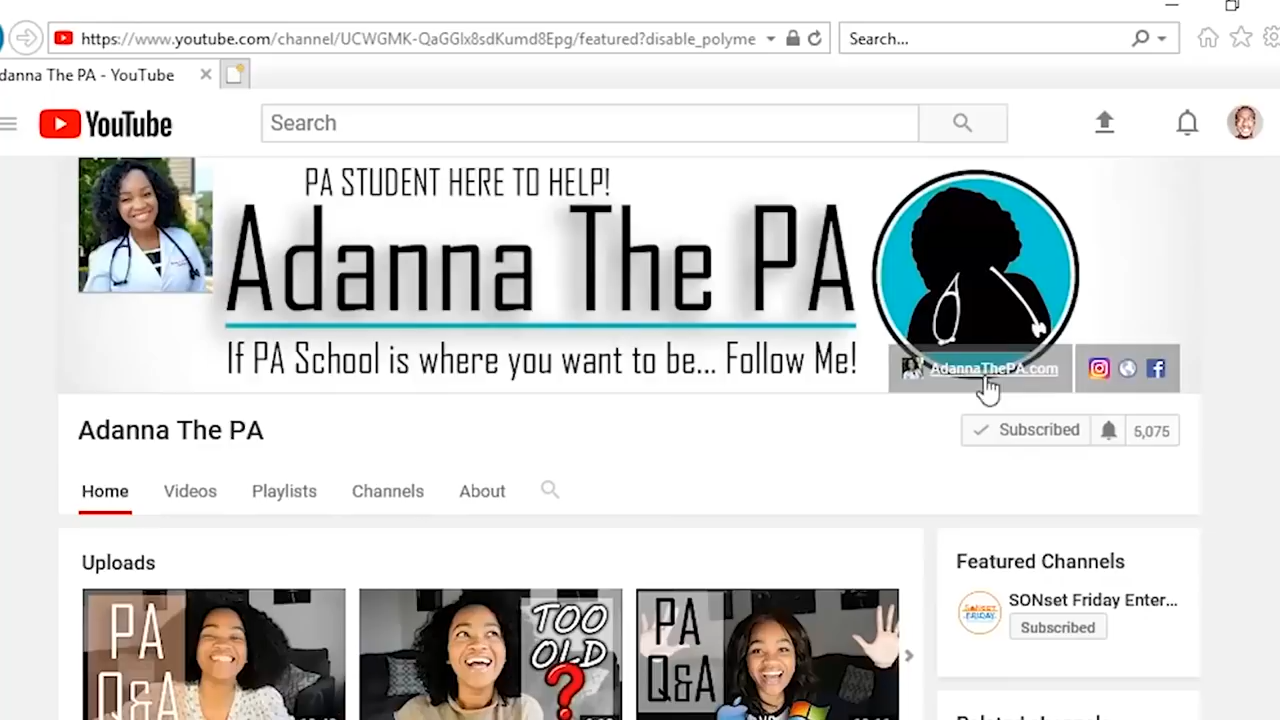 https://www.youtube.com/channel/UCWGMK-QaGGlx8sdKumd8Epg/featured?disable_polyme
Search...
danna The PA - YouTube
YouTube
Search
PA STUDENT HERE TO HELP!
Adanna The PA
If PA School is where you want to be... Follow Me!
AdannaThePA.com
Adanna The PA
Subscribed
5,075
Home
Videos
Playlists
Channels
About
Uploads
Featured Channels
SONset Friday Enter...
SONSET
FRIDAY
Subscribed
PA
Q&A
TOO
OLD
?
PA
Q&A